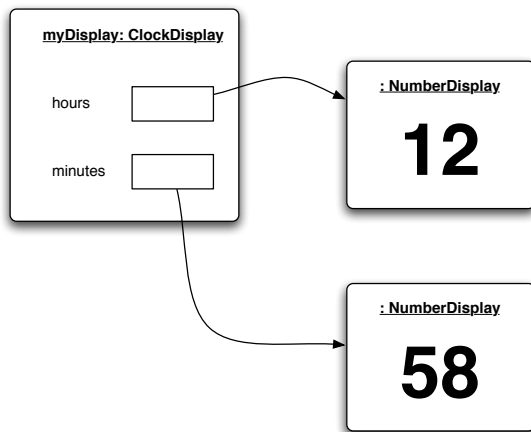 myDisplay: ClockDisplay
hours
minutes
: NumberDisplay
12
: NumberDisplay
58